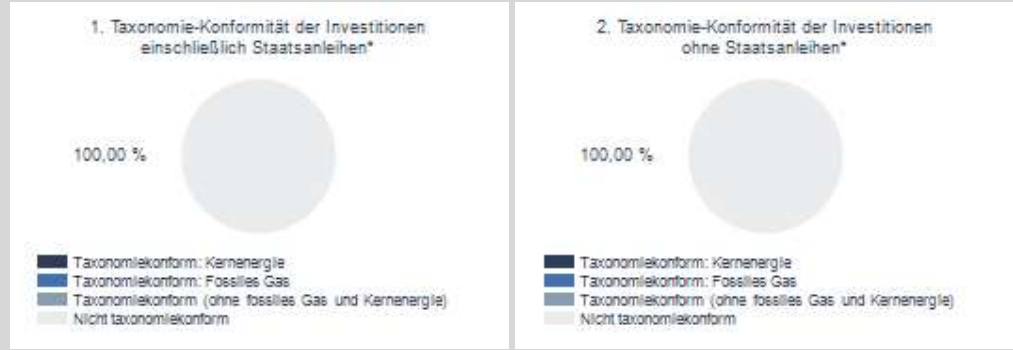 1. Taxonomie-Konformität der Investitionen
einschließlich Staatsanleihen*
100,00 %
Taxonomiekonform: Kernenergie
Taxonomiekonform: Fossiles Gas
Taxonomiekonform (ohne fossiles Gas und Kernenergie)
Nicht taxonomiekonform
2. Taxonomie-Konformität der Investitionen
ohne Staatsanleihen*
100,00 %
Taxonomiekonform: Kernenergie
Taxonomiekonform: Fossiles Gas
Taxonomiekonform (ohne fossiles Gas und Kernenergie)
Nicht taxonomiekonform